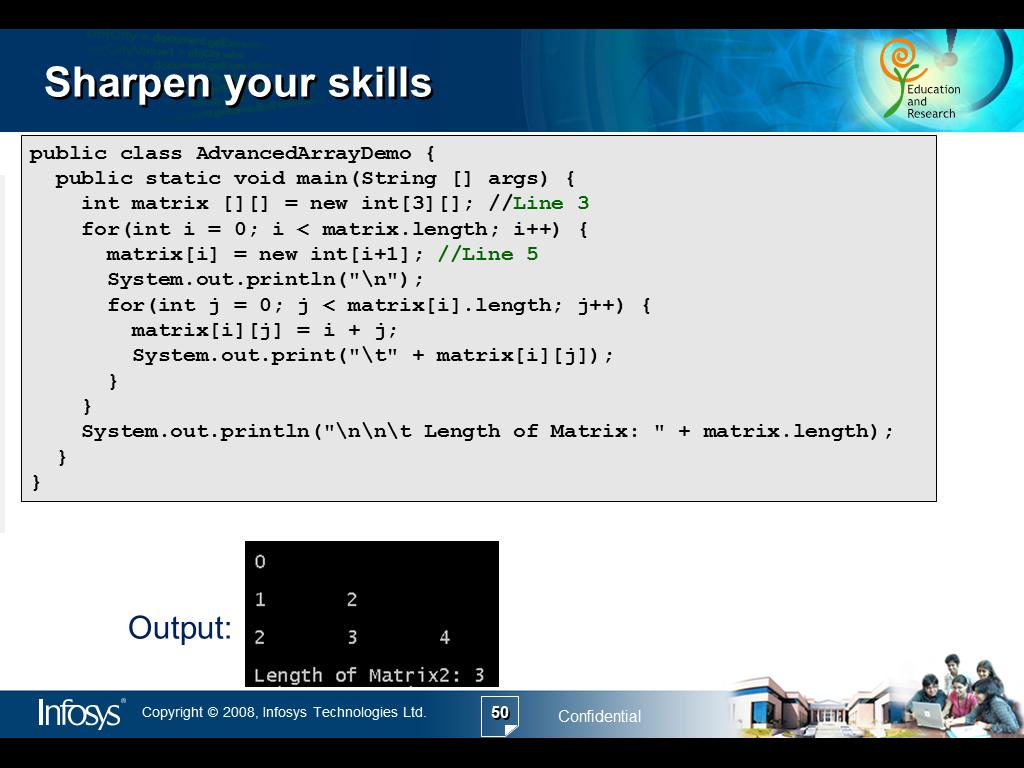 Sharpen your skills
Education
and
Research
public class AdvancedArrayDemo {
  public static void main(String [] args) {
    int matrix [][] = new int[3][]; //Line 3
    for(int i = 0; i < matrix.length; i++) {
      matrix[i] = new int[i+1]; //Line 5
      System.out.println("\n");
      for(int j = 0; j < matrix[i].length; j++) {
        matrix[i][j] = i + j;
        System.out.print("\t" + matrix[i][j]);
      }
    }
    System.out.println("\n\n\t Length of Matrix: " + matrix.length);
  }
}
Output:
0
1 2
2 3 4
Length of Matrix2: 3
Infosys® Copyright © 2008, Infosys Technologies Ltd. 50 Confidential